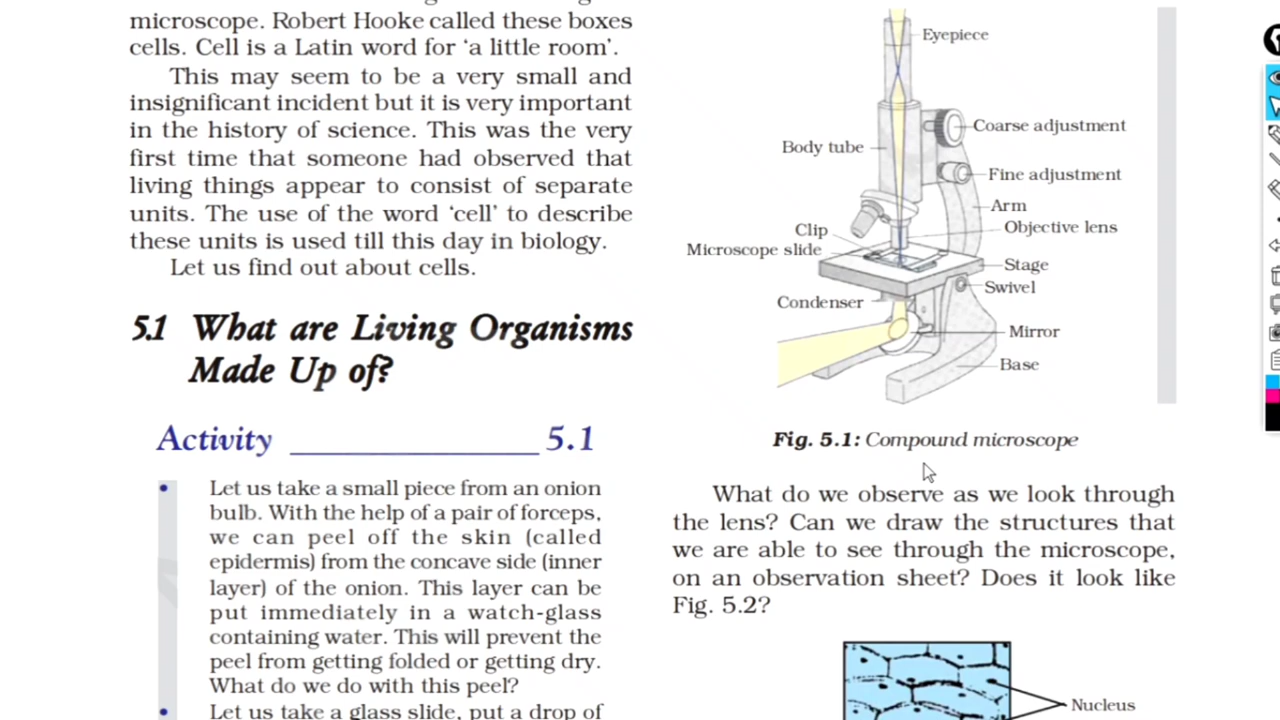 microscope. Robert Hooke called these boxes
cells. Cell is a Latin word for ‘a little room’.
This may seem to be a very small and
insignificant incident but it is very important
in the history of science. This was the very
first time that someone had observed that
living things appear to consist of separate
units. The use of the word ‘cell’ to describe
these units is used till this day in biology.
Let us find out about cells.
5.1 What are Living Organisms
Made Up of?
Activity ________________ 5.1
• Let us take a small piece from an onion
bulb. With the help of a pair of forceps,
we can peel off the skin (called
epidermis) from the concave side (inner
layer) of the onion. This layer can be
put immediately in a watch-glass
containing water. This will prevent the
peel from getting folded or getting dry.
What do we do with this peel?
• Let us take a glass slide, put a drop of
Eyepiece
Coarse adjustment
Body tube
Fine adjustment
Arm
Clip
Objective lens
Microscope slide
Stage
Swivel
Condenser
Mirror
Base
Fig. 5.1: Compound microscope
What do we observe as we look through
the lens? Can we draw the structures that
we are able to see through the microscope,
on an observation sheet? Does it look like
Fig. 5.2?
Nucleus